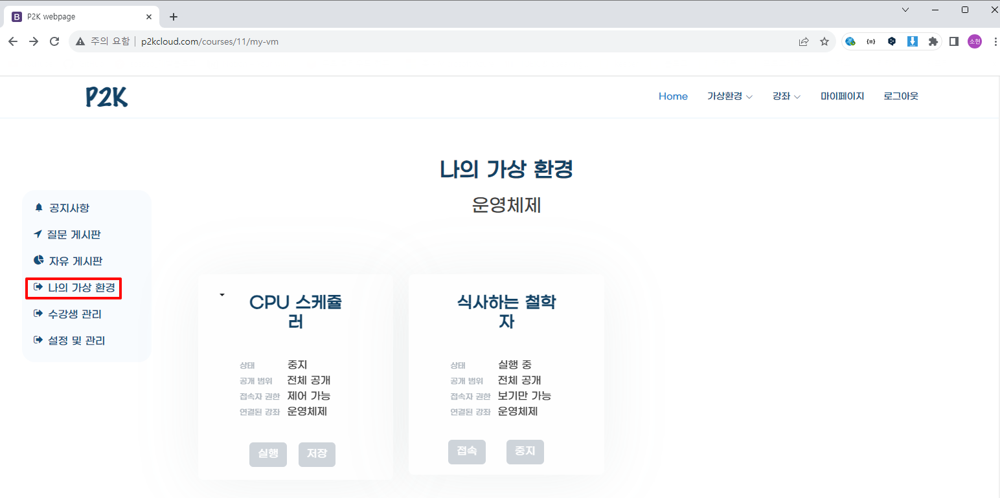 P2K webpage
주의 요함 | p2kcloud.com/courses/11/my-vm
소현
P2K
Home 가상환경 강좌 마이페이지 로그아웃
나의 가상 환경
운영체제
공지사항
질문 게시판
자유 게시판
나의 가상 환경
수강생 관리
설정 및 관리
CPU 스케쥴
러
상태 중지
공개 범위 전체 공개
접속자 권한 제어 가능
연결된 강좌 운영체제
실행 저장
식사하는 철학
자
상태 실행 중
공개 범위 전체 공개
접속자 권한 보기만 가능
연결된 강좌 운영체제
접속 중지